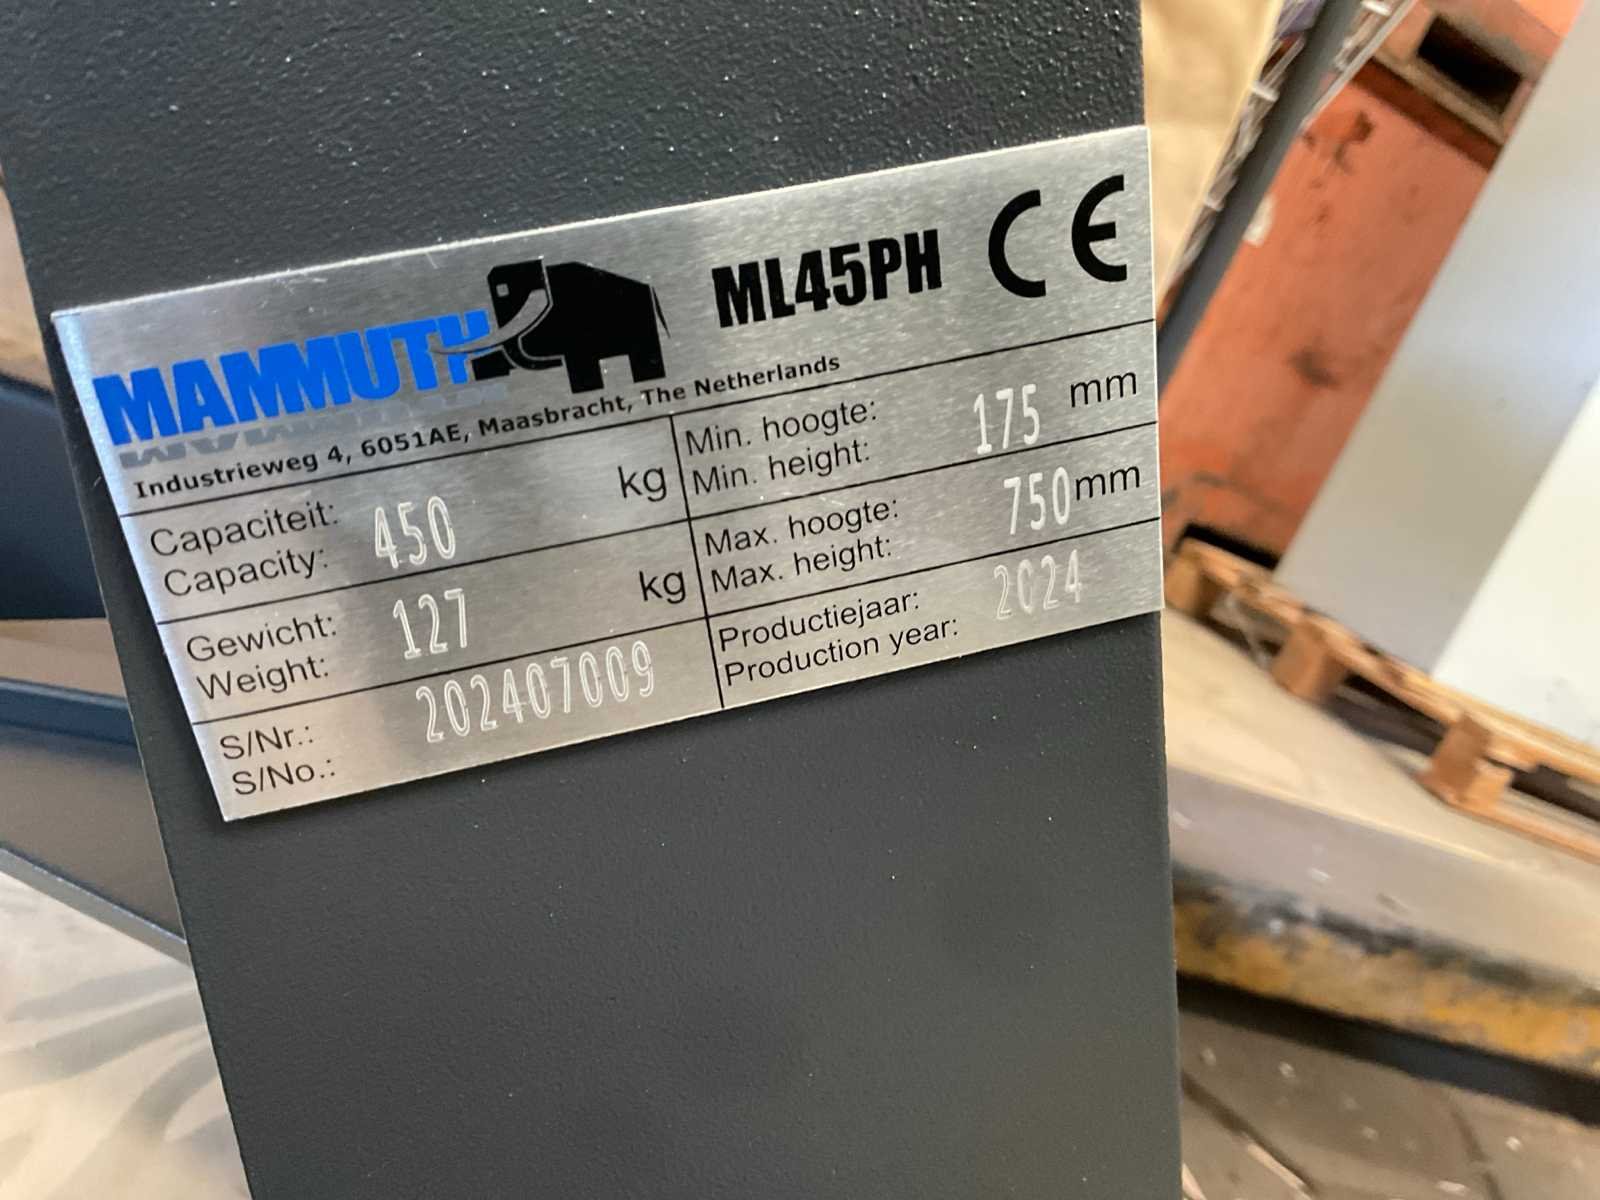 MAMMUTH ML45PH CE
Industrieweg 4, 6051AE, Maasbracht, The Netherlands
Capaciteit:
Capacity: 450 kg
Min. hoogte:
Min. height: 175 mm
Gewicht:
Weight: 127 kg
Max. hoogte:
Max. height: 750 mm
S/Nr.:
S/No.: 202407009
Productiejaar:
Production year: 2024